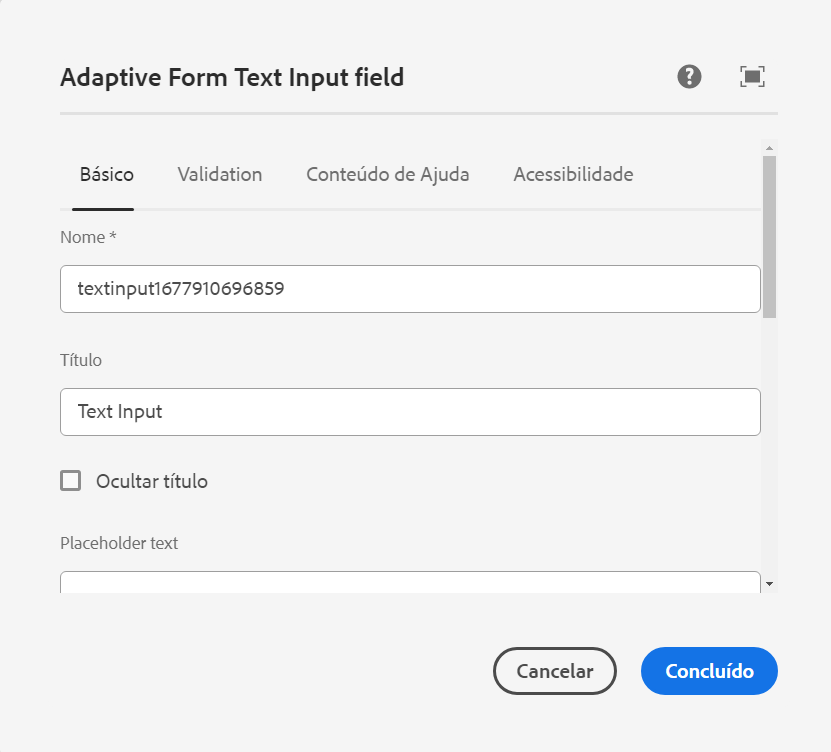 Adaptive Form Text Input field
Básico Validation Conteúdo de Ajuda Acessibilidade
Nome *
textinput1677910696859
Título
Text Input
Ocultar título
Placeholder text
Cancelar Concluído